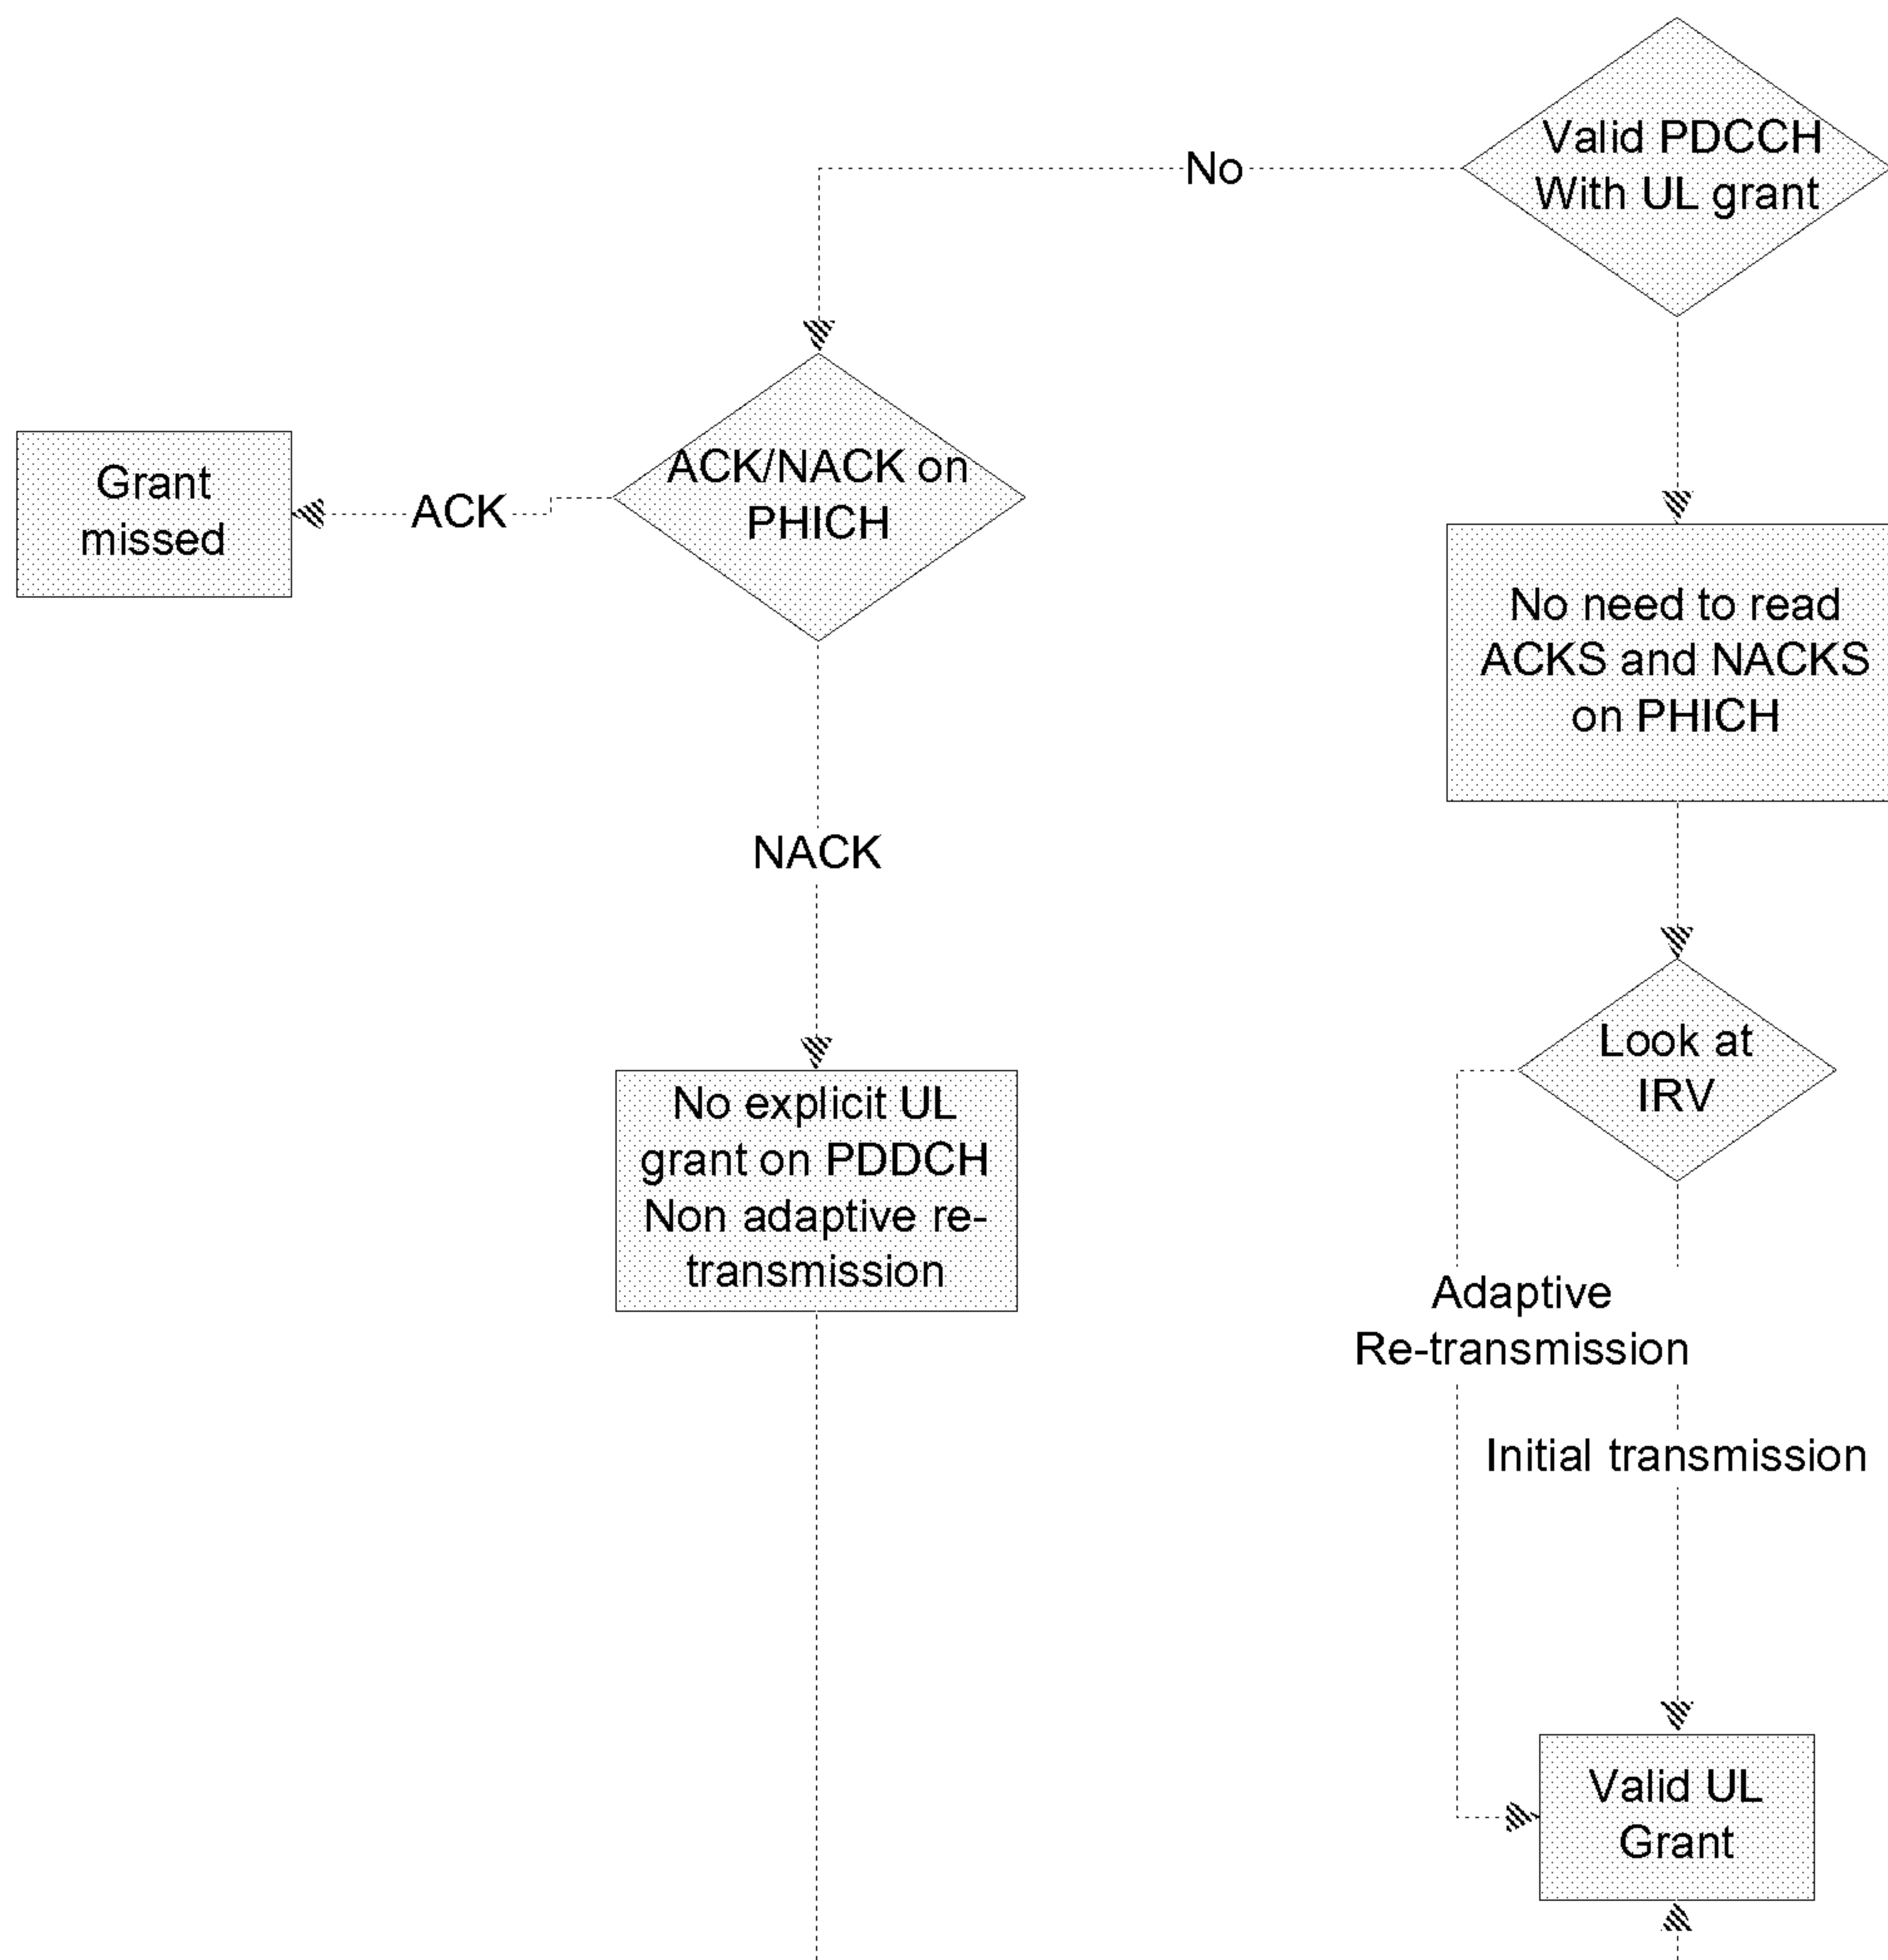 Valid PDCCH
With UL grant
No
ACK/NACK on
PHICH
Grant
missed
ACK
No need to read
ACKS and NACKS
on PHICH
NACK
Look at
IRV
No explicit UL
grant on PDDCH
Non adaptive re-
transmission
Adaptive
Re-transmission
Initial transmission
Valid UL
Grant